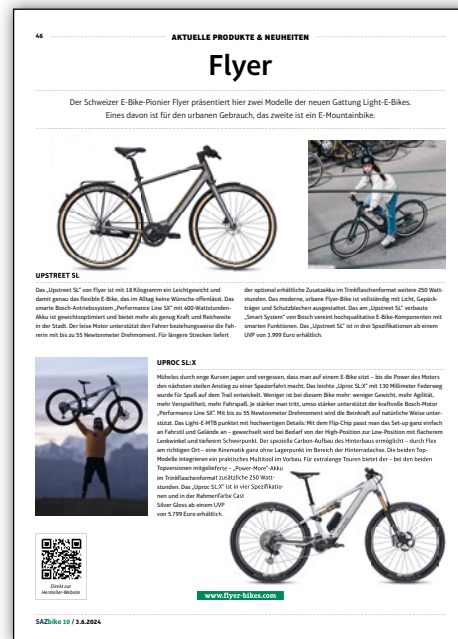 46
AKTUELLE PRODUKTE & NEUHEITEN
Flyer
Der Schweizer E-Bike-Pionier Flyer präsentiert hier zwei Modelle der neuen Gattung Light-E-Bikes.
Eines davon ist für den urbanen Gebrauch, das zweite ist ein E-Mountainbike.
UPSTREET SL
Das „Upstreet SL“ von Flyer ist mit 18 Kilogramm ein Leichtgewicht und
damit genau das flexible E-Bike, das im Alltag keine Wünsche offenlässt. Das
smarte Bosch-Antriebssystem „Performance Line SX“ mit 400-Wattstunden-
Akku ist gewichtsoptimiert und bietet mehr als genug Kraft und Reichweite
in der Stadt. Der leise Motor unterstützt den Fahrer beziehungsweise die Fah-
rerin mit bis zu 55 Newtonmeter Drehmoment. Für längere Strecken liefert
der optional erhältliche Zusatzakku im Trinkflaschenformat weitere 250 Watt-
stunden. Das moderne, urbane Flyer-Bike ist vollständig mit Licht, Gepäck-
träger und Schutzblechen ausgestattet. Das am „Upstreet SL“ verbaute
„Smart System“ von Bosch vereint hochqualitative E-Bike-Komponenten mit
smarten Funktionen. Das „Upstreet SL“ ist in drei Spezifikationen ab einem
UVP von 3.999 Euro erhältlich.
UPROC SL:X
Mühelos durch enge Kurven jagen und vergessen, dass man auf einem E-Bike sitzt – bis die Power des Motors
den nächsten steilen Anstieg zu einer Spazierfahrt macht. Das leichte „Uproc SL:X“ mit 130 Millimeter Federweg
wurde für Spaß auf dem Trail entwickelt. Weniger ist bei diesem Bike mehr: weniger Gewicht, mehr Agilität,
mehr Verspieltheit, mehr Fahrspaß. Je stärker man tritt, umso stärker unterstützt der kraftvolle Bosch-Motor
„Performance Line SX“. Mit bis zu 55 Newtonmeter Drehmoment wird die Beinkraft auf natürliche Weise unter-
stützt. Das Light-E-MTB punktet mit hochwertigen Details: Mit dem Flip-Chip passt man das Set-up ganz einfach
an Fahrstil und Gelände an – gewechselt wird bei Bedarf von der High-Position zur Low-Position mit flacherem
Lenkwinkel und tieferem Schwerpunkt. Der spezielle Carbon-Aufbau des Hinterbaus ermöglicht – durch Flex
am richtigen Ort – eine Kinematik ganz ohne Lagerpunkt im Bereich der Hinterradachse. Die beiden Top-
Modelle integrieren ein praktisches Multitool im Vorbau. Für extralange Touren bietet der – bei den beiden
Topversionen mitgelieferte – „Power-More“-Akku
im Trinkflaschenformat zusätzliche 250 Watt-
stunden. Das „Uproc SL:X“ ist in vier Spezifikatio-
nen und in der Rahmenfarbe Cast
Silver Gloss ab einem UVP
von 5.799 Euro erhältlich.
Direkt zur
Hersteller-Website
www.flyer-bikes.com
SAZbike 10 / 3.6.2024